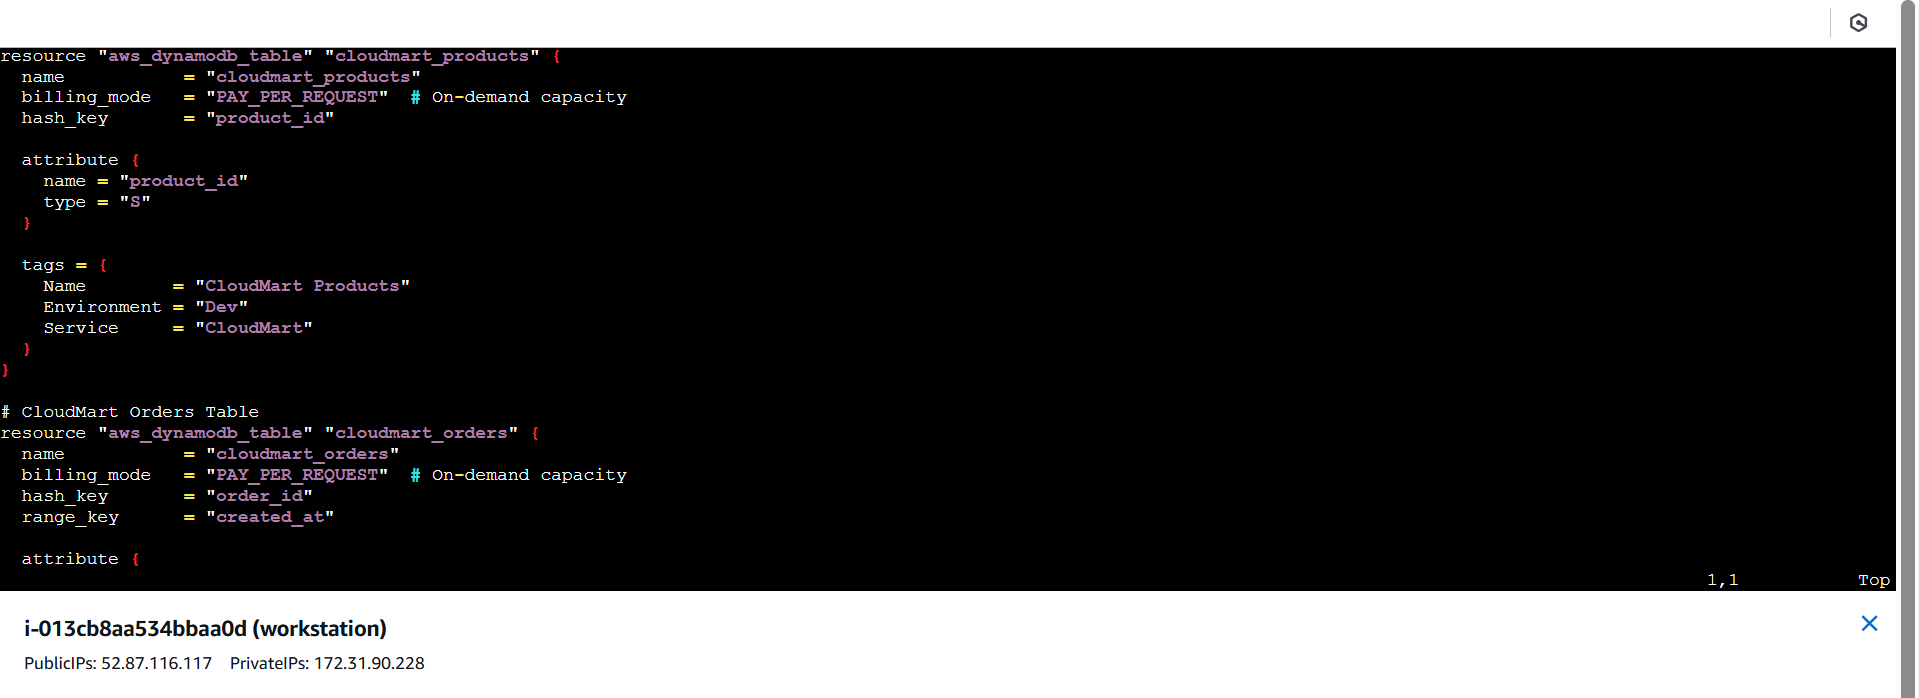 resource "aws_dynamodb_table" "cloudmart_products" {
  name           = "cloudmart_products"
  billing_mode   = "PAY_PER_REQUEST"  # On-demand capacity
  hash_key       = "product_id"
  attribute {
    name = "product_id"
    type = "S"
  }
  tags = {
    Name        = "CloudMart Products"
    Environment = "Dev"
    Service     = "CloudMart"
  }
}
# CloudMart Orders Table
resource "aws_dynamodb_table" "cloudmart_orders" {
  name           = "cloudmart_orders"
  billing_mode   = "PAY_PER_REQUEST"  # On-demand capacity
  hash_key       = "order_id"
  range_key      = "created_at"
  attribute {
1,1 Top
i-013cb8aa534bbaa0d (workstation)
PublicIPs: 52.87.116.117 PrivateIPs: 172.31.90.228